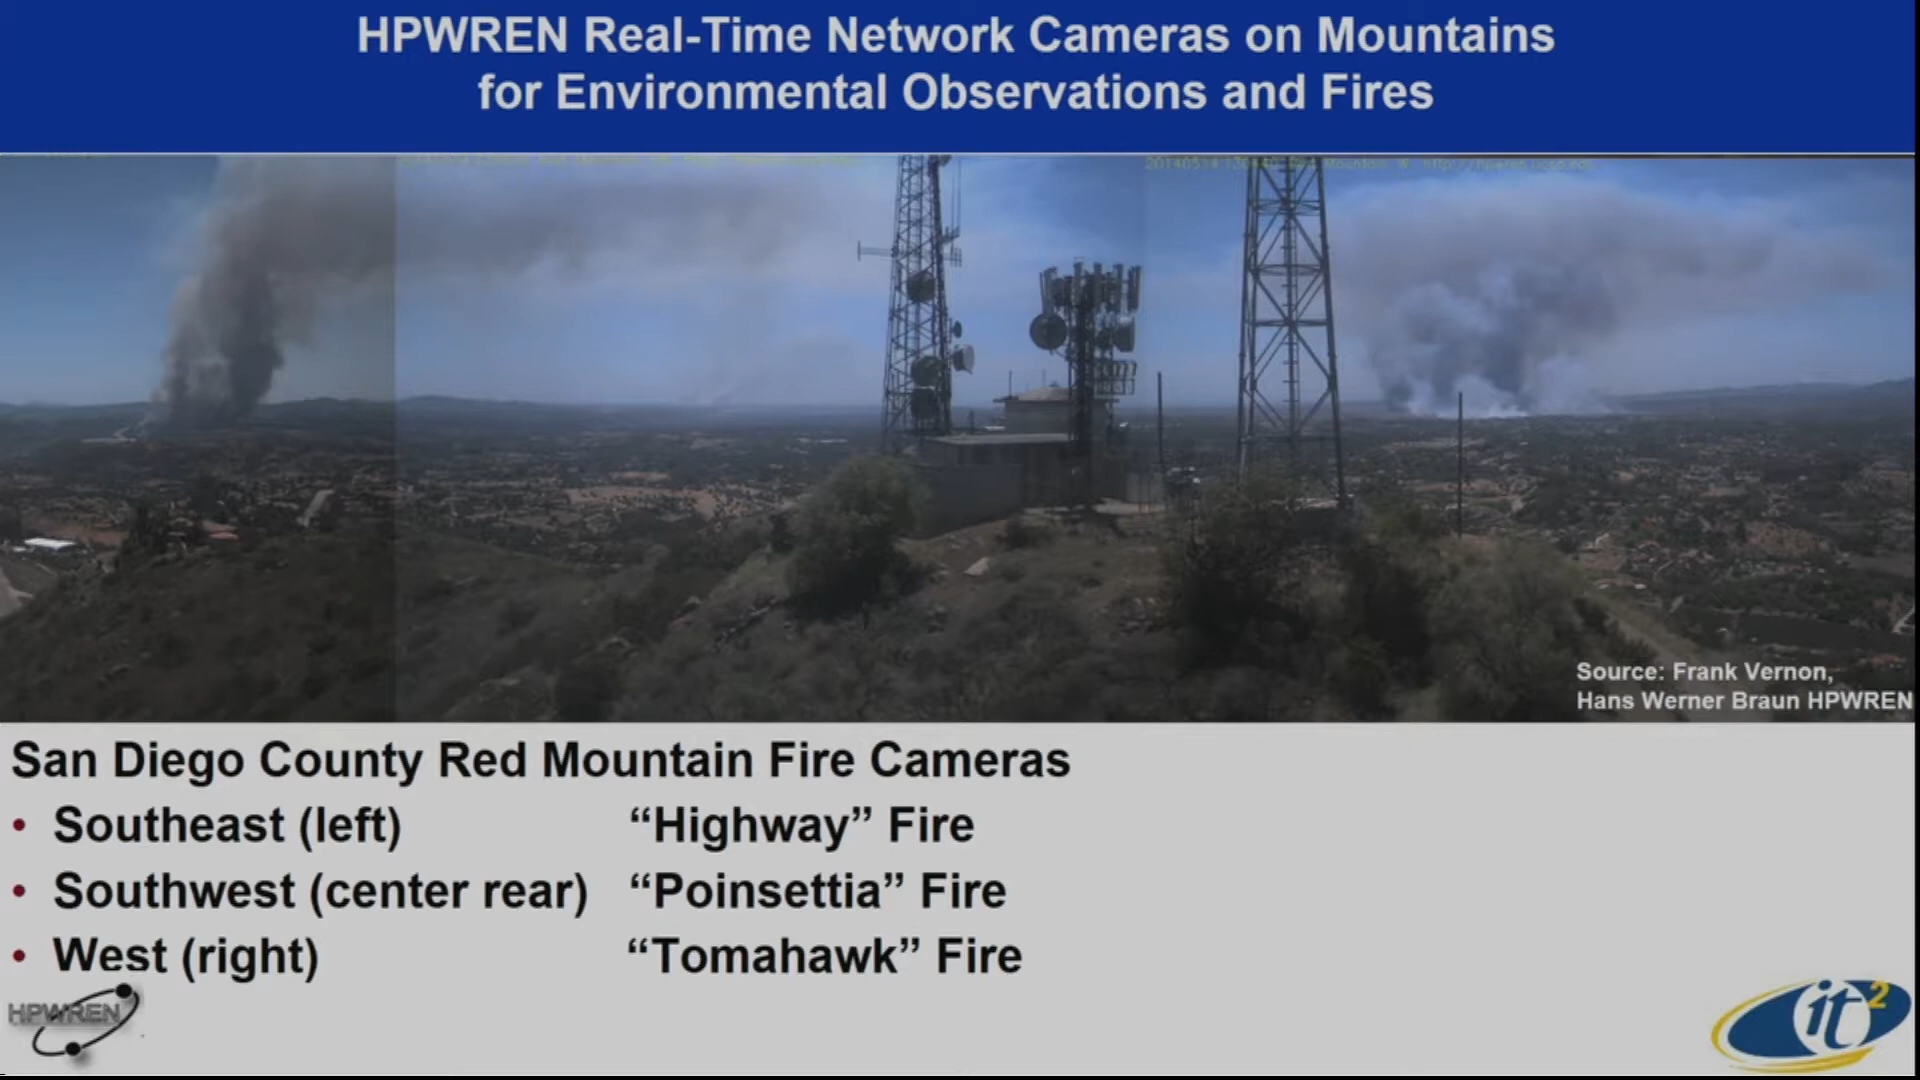 HPWREN Real-Time Network Cameras on Mountains
for Environmental Observations and Fires
Source: Frank Vernon,
Hans Werner Braun HPWREN
San Diego County Red Mountain Fire Cameras
• Southeast (left) “Highway” Fire
• Southwest (center rear) “Poinsettia” Fire
• West (right) “Tomahawk” Fire
HPWREN
it2